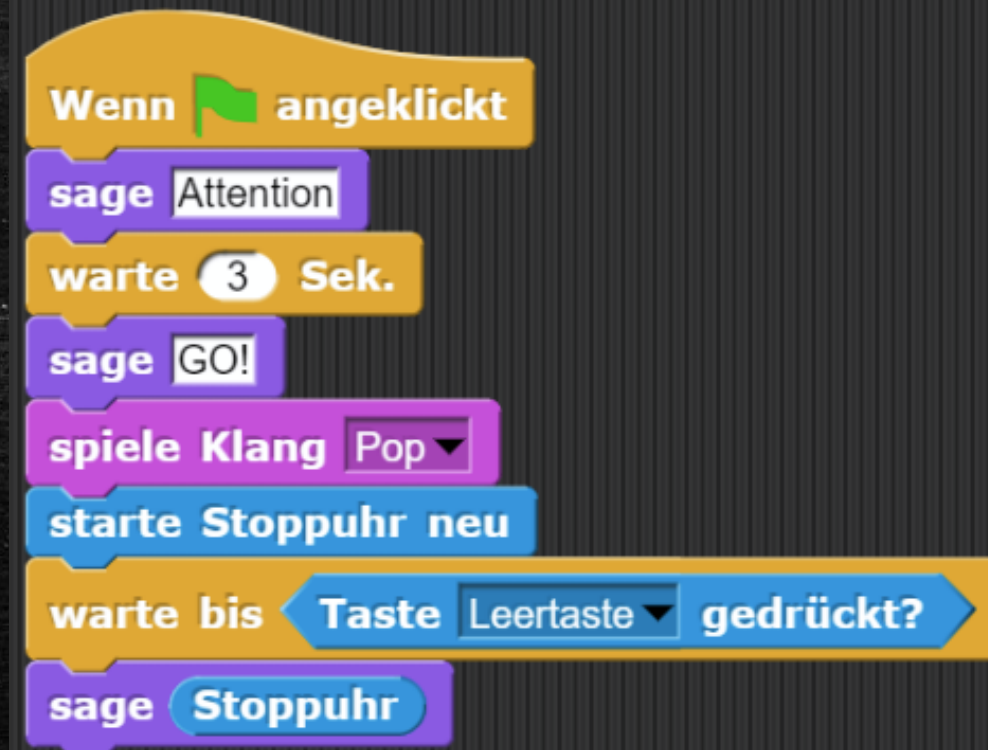 Wenn angeklickt
sage Attention
warte 3 Sek.
sage GO!
spiele Klang Pop
starte Stoppuhr neu
warte bis Taste Leertaste gedrückt?
sage Stoppuhr